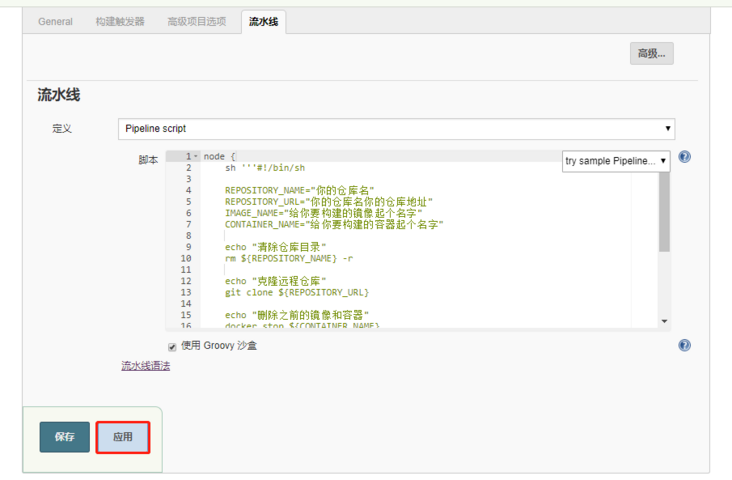 General 构建触发器 高级项目选项 流水线
高级...
流水线
定义 Pipeline script
脚本
try sample Pipeline...
1 node {
2 sh '''#!/bin/sh
3
4 REPOSITORY_NAME="你的仓库名"
5 REPOSITORY_URL="你的仓库名你的仓库地址"
6 IMAGE_NAME="给你要构建的镜像起个名字"
7 CONTAINER_NAME="给你要构建的容器起个名字"
8
9 echo "清除仓库目录"
10 rm ${REPOSITORY_NAME} -r
11
12 echo "克隆远程仓库"
13 git clone ${REPOSITORY_URL}
14
15 echo "删除之前的镜像和容器"
16 docker stop ${CONTAINER_NAME}
使用 Groovy 沙盒
流水线语法
保存 应用